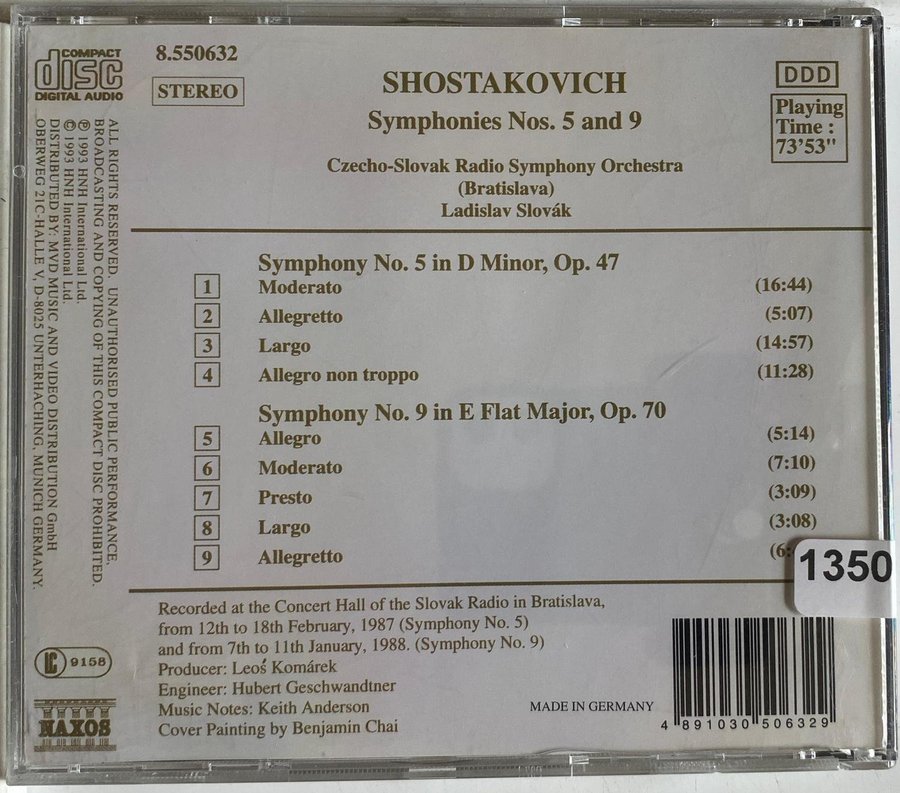 COMPACT
disc
DIGITAL AUDIO
8.550632
STEREO
SHOSTAKOVICH
Symphonies Nos. 5 and 9
Czecho-Slovak Radio Symphony Orchestra
(Bratislava)
Ladislav Slovák
DDD
Playing
Time :
73'53"
ALL RIGHTS RESERVED. UNAUTHORISED PUBLIC PERFORMANCE,
BROADCASTING AND COPYING OF THIS COMPACT DISC PROHIBITED.
℗ 1993 HNH International Ltd.
© 1993 HNH International Ltd.
DISTRIBUTED BY: MVD MUSIC AND VIDEO DISTRIBUTION GmbH
OBERWEG 21C-HALLE V, D-8025 UNTERHACHING, MUNICH GERMANY.
Symphony No. 5 in D Minor, Op. 47
1 Moderato (16:44)
2 Allegretto (5:07)
3 Largo (14:57)
4 Allegro non troppo (11:28)
Symphony No. 9 in E Flat Major, Op. 70
5 Allegro (5:14)
6 Moderato (7:10)
7 Presto (3:09)
8 Largo (3:08)
9 Allegretto (6:
1350
Recorded at the Concert Hall of the Slovak Radio in Bratislava,
from 12th to 18th February, 1987 (Symphony No. 5)
and from 7th to 11th January, 1988. (Symphony No. 9)
Producer: Leoš Komárek
Engineer: Hubert Geschwandtner
Music Notes: Keith Anderson
Cover Painting by Benjamin Chai
LC 9158
NAXOS
MADE IN GERMANY
4 891030 506329